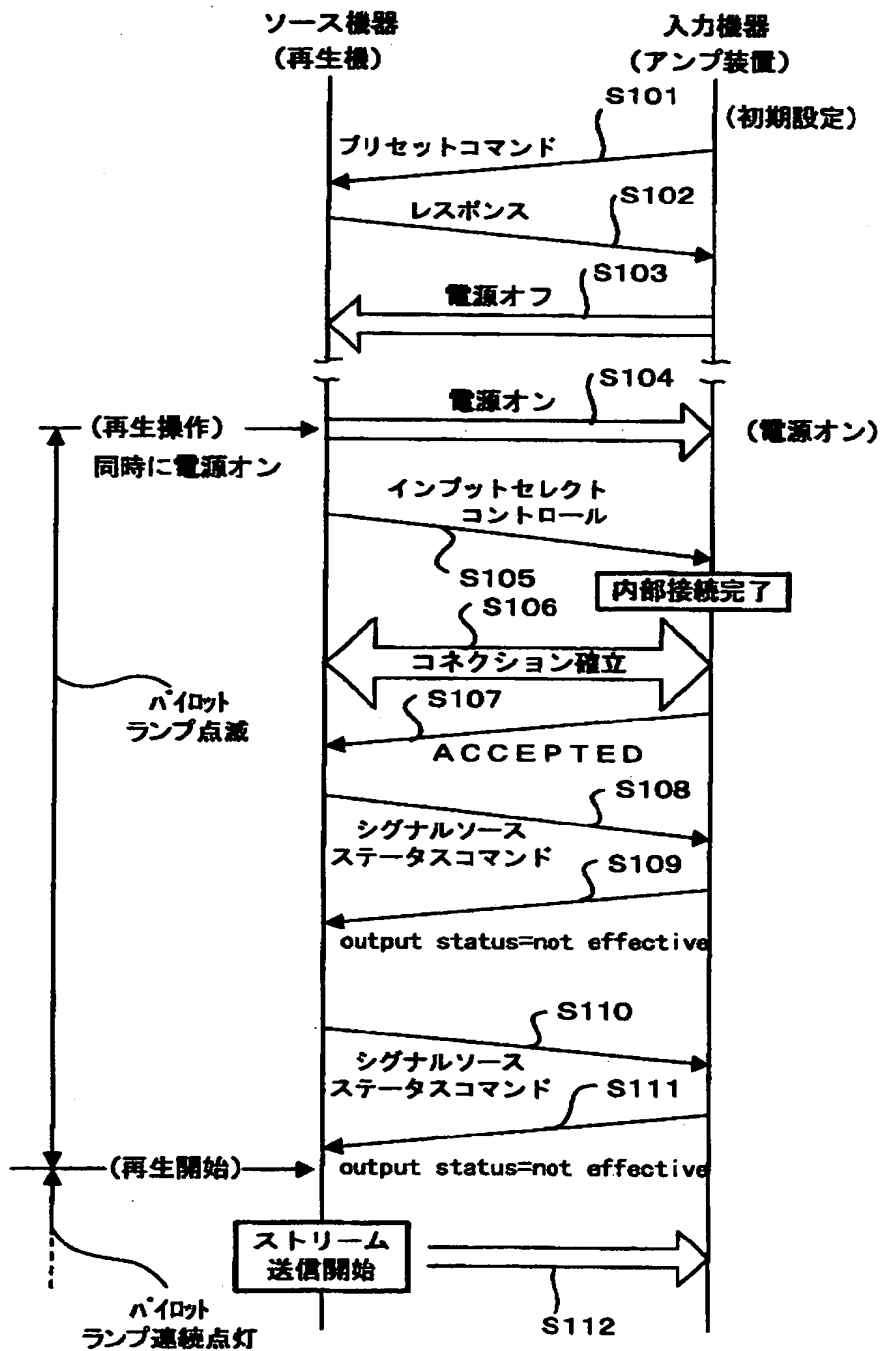 ソース機器
(再生機)
入力機器
(アンプ装置)
S101
(初期設定)
プリセットコマンド
S102
レスポンス
S103
電源オフ
S104
電源オン
(再生操作)
同時に電源オン
(電源オン)
インプットセレクト
コントロール
S105
内部接続完了
S106
コネクション確立
S107
パイロット
ランプ点滅
ACCEPTED
S108
シグナルソース
ステータスコマンド
S109
output status=not effective
S110
シグナルソース
ステータスコマンド
S111
(再生開始)
output status=not effective
ストリーム
送信開始
パイロット
ランプ連続点灯
S112